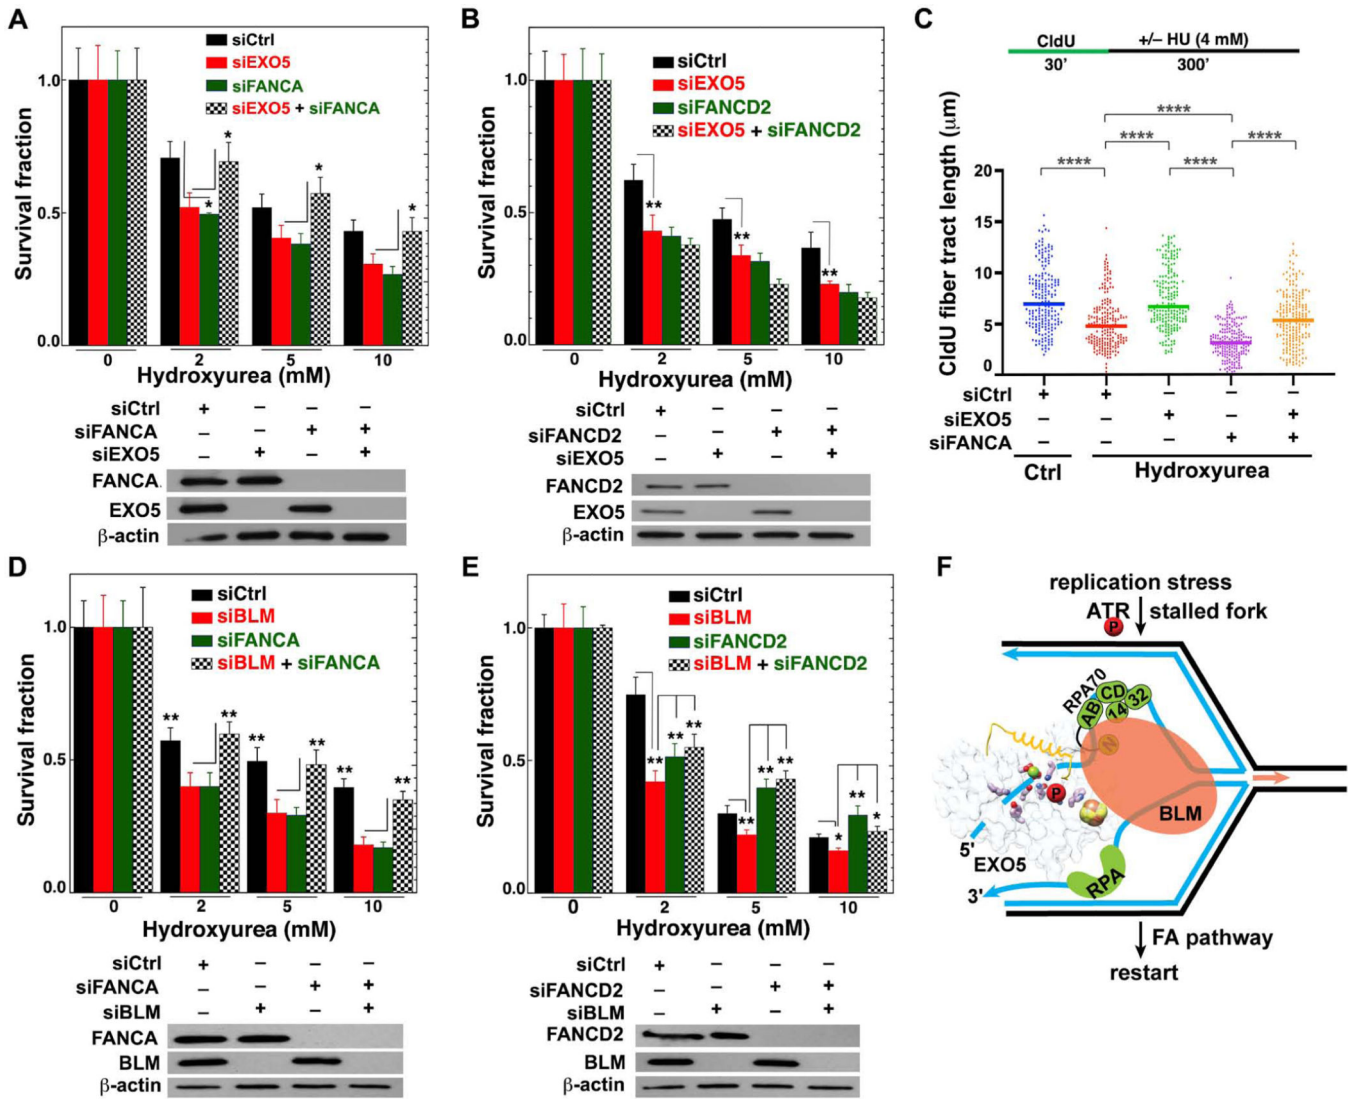 A
siCtrl
siEXO5
siFANCA
siEXO5 + siFANCA
Survival fraction
1.0
0.5
0.0
*
*
*
*
0 2 5 10
Hydroxyurea (mM)
siCtrl + – – –
siFANCA – – + +
siEXO5 – + – +
FANCA
EXO5
β-actin
B
siCtrl
siEXO5
siFANCD2
siEXO5 + siFANCD2
Survival fraction
1.0
0.5
0.0
**
**
**
0 2 5 10
Hydroxyurea (mM)
siCtrl + – – –
siFANCD2 – – + +
siEXO5 – + – +
FANCD2
EXO5
β-actin
C
CldU +/– HU (4 mM)
30' 300'
****
**** ****
**** ****
CldU fiber tract length (μm)
20
15
10
5
0
siCtrl + + – – –
siEXO5 – – + – +
siFANCA – – – + +
Ctrl Hydroxyurea
D
siCtrl
siBLM
siFANCA
siBLM + siFANCA
Survival fraction
1.0
0.5
0.0
** **
** **
** **
0 2 5 10
Hydroxyurea (mM)
siCtrl + – – –
siFANCA – – + +
siBLM – + – +
FANCA
BLM
β-actin
E
siCtrl
siBLM
siFANCD2
siBLM + siFANCD2
Survival fraction
1.0
0.5
0.0
** ** **
** ** **
* ** *
0 2 5 10
Hydroxyurea (mM)
siCtrl + – – –
siFANCD2 – – + +
siBLM – + – +
FANCD2
BLM
β-actin
F
replication stress
ATR stalled fork
P
RPA70
AB CD 14 32
N
P
BLM
5'
EXO5
RPA
3'
FA pathway
restart